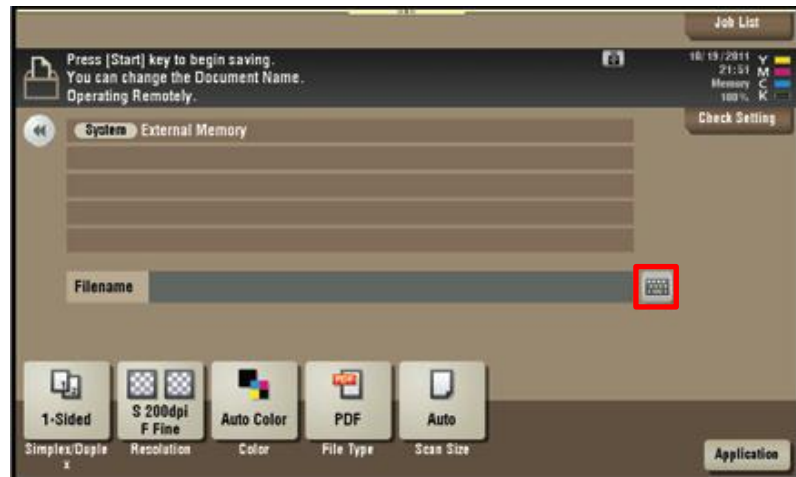 Job List
Press [Start] key to begin saving.
You can change the Document Name.
Operating Remotely.
10/19/2011
21:51
Memory
100%
Y
M
C
K
Check Setting
System External Memory
Filename
1-Sided
S 200dpi
F Fine
Auto Color
PDF
PDF
Auto
Simplex/Duple
x
Resolution
Color
File Type
Scan Size
Application